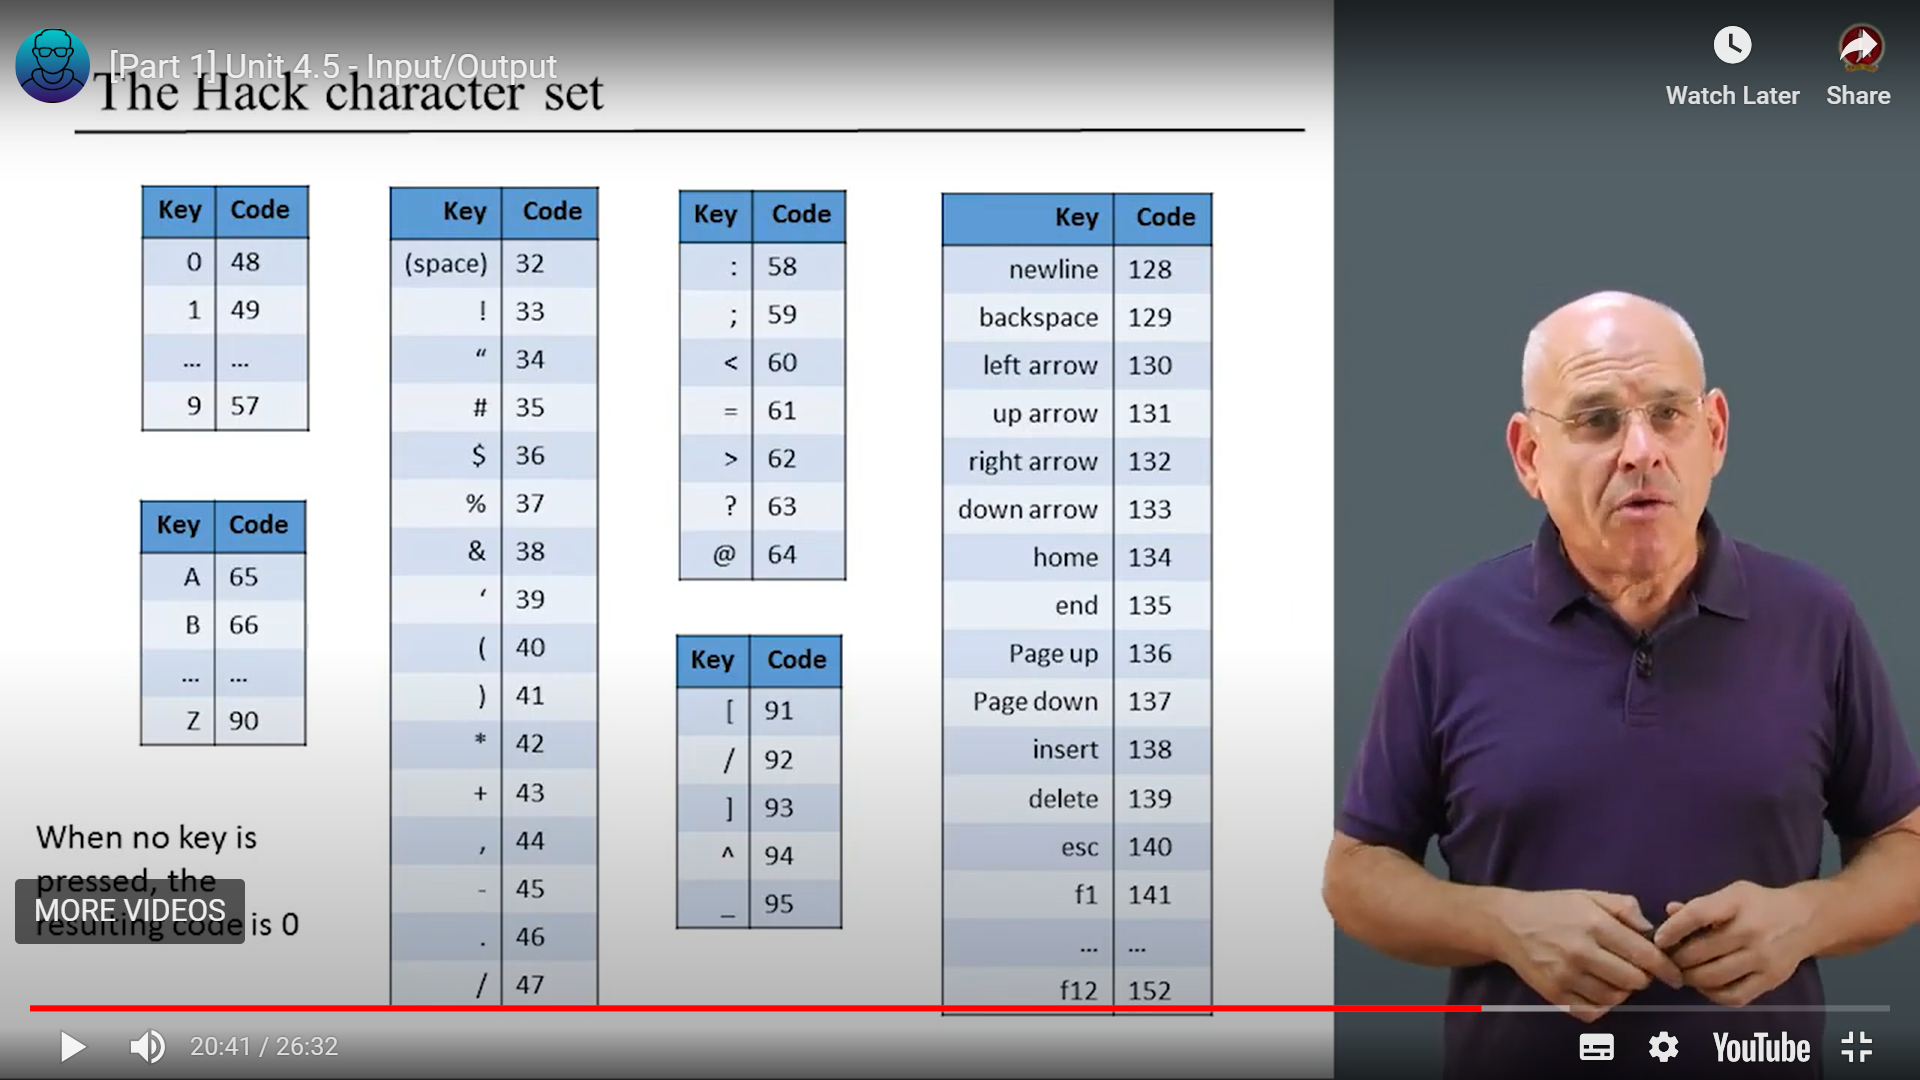 [Part 1] Unit 4.5 - Input/Output
The Hack character set
Watch Later
Share
Key Code
0 48
1 49
... ...
9 57
Key Code
A 65
B 66
... ...
Z 90
When no key is
pressed, the
resulting code is 0
MORE VIDEOS
Key Code
(space) 32
! 33
“ 34
# 35
$ 36
% 37
& 38
‘ 39
( 40
) 41
* 42
+ 43
, 44
- 45
. 46
/ 47
Key Code
: 58
; 59
< 60
= 61
> 62
? 63
@ 64
Key Code
[ 91
/ 92
] 93
^ 94
_ 95
Key Code
newline 128
backspace 129
left arrow 130
up arrow 131
right arrow 132
down arrow 133
home 134
end 135
Page up 136
Page down 137
insert 138
delete 139
esc 140
f1 141
... ...
f12 152
20:41 / 26:32
YouTube